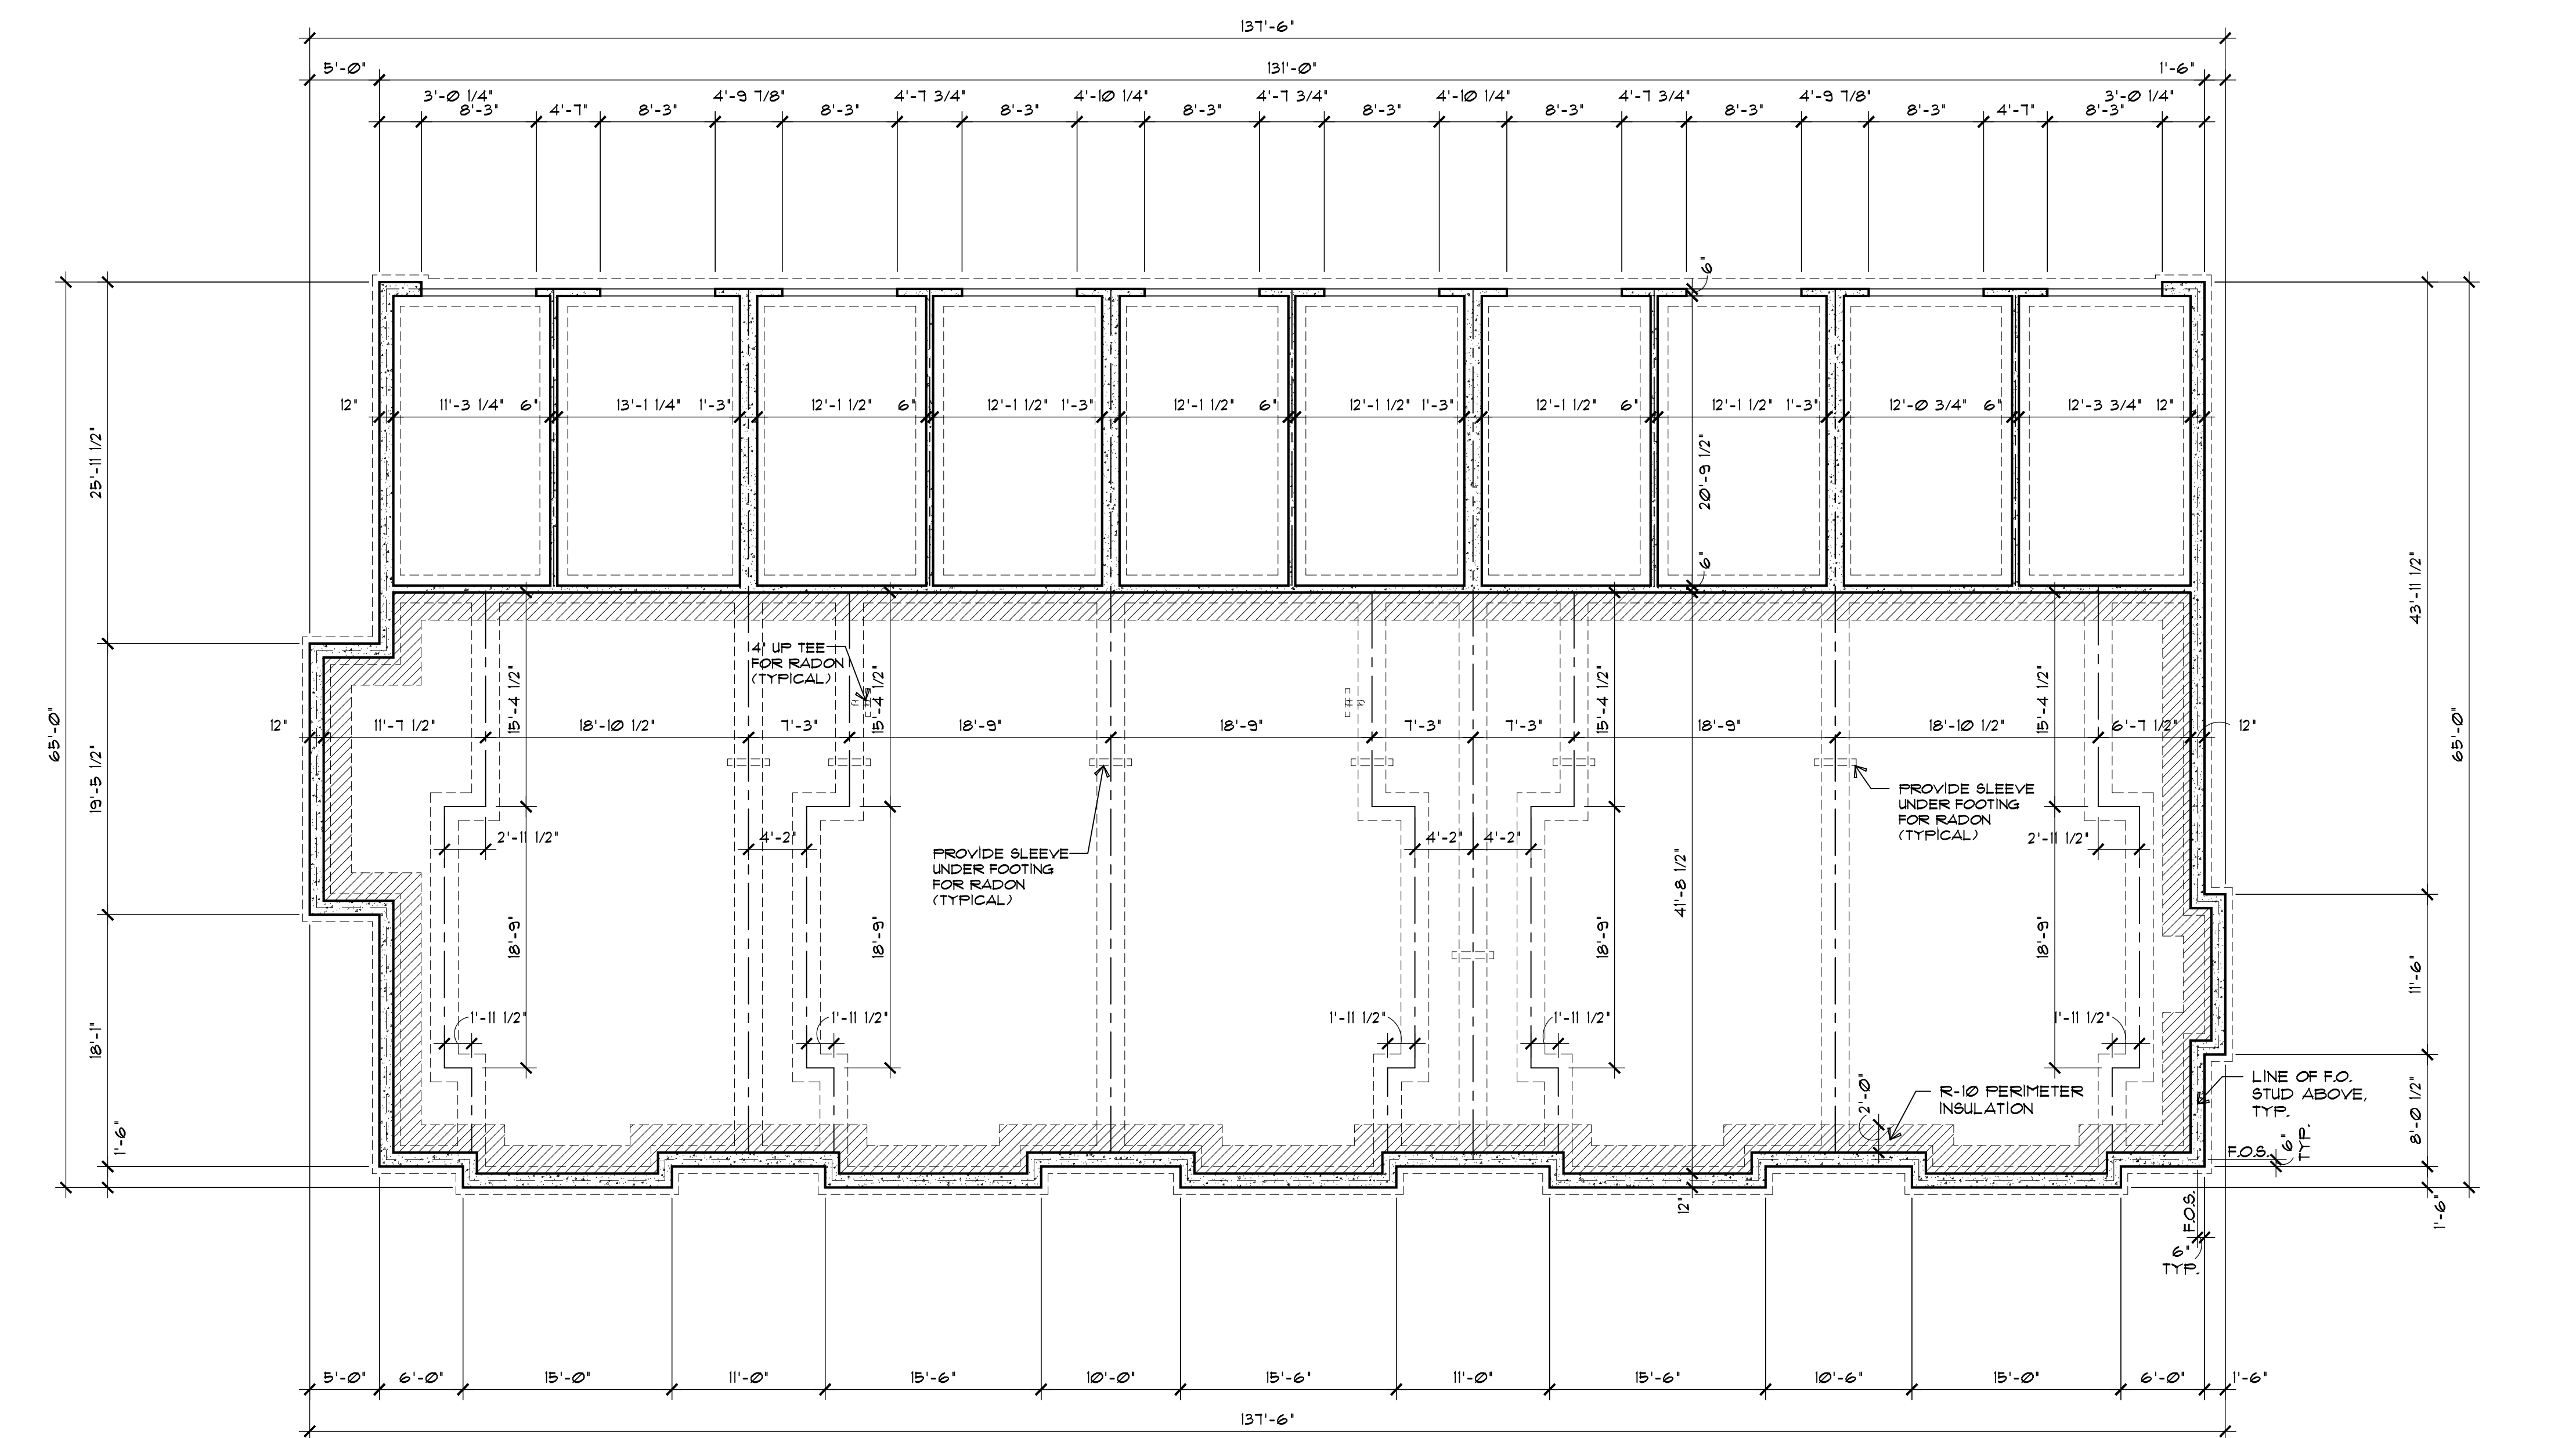 137'-6"
5'-0" 131'-0" 1'-6"
3'-0 1/4" 4'-9 7/8" 4'-7 3/4" 4'-10 1/4" 4'-7 3/4" 4'-10 1/4" 4'-7 3/4" 4'-9 7/8" 3'-0 1/4"
8'-3" 4'-7" 8'-3" 8'-3" 8'-3" 8'-3" 8'-3" 8'-3" 8'-3" 8'-3" 4'-7" 8'-3"
6"
12" 11'-3 1/4" 6" 13'-1 1/4" 1'-3" 12'-1 1/2" 6" 12'-1 1/2" 1'-3" 12'-1 1/2" 6" 12'-1 1/2" 1'-3" 12'-1 1/2" 6" 12'-1 1/2" 1'-3" 12'-0 3/4" 6" 12'-3 3/4" 12"
25'-11 1/2"
20'-9 1/2"
6"
43'-11 1/2"
4" UP TEE
FOR RADON
(TYPICAL)
15'-4 1/2" 15'-4 1/2" 15'-4 1/2" 15'-4 1/2"
65'-0" 65'-0"
12" 11'-7 1/2" 18'-10 1/2" 7'-3" 18'-9" 18'-9" 7'-3" 7'-3" 18'-9" 18'-10 1/2" 6'-7 1/2" 12"
19'-5 1/2"
PROVIDE SLEEVE
UNDER FOOTING
FOR RADON
(TYPICAL)
2'-11 1/2" 4'-2" 4'-2" 4'-2" 2'-11 1/2"
PROVIDE SLEEVE
UNDER FOOTING
FOR RADON
(TYPICAL)
41'-8 1/2"
18'-9" 18'-9" 18'-9" 18'-9"
11'-6"
1'-11 1/2" 1'-11 1/2" 1'-11 1/2" 1'-11 1/2" 1'-11 1/2"
18'-1"
LINE OF F.O.
STUD ABOVE,
TYP.
R-10 PERIMETER
INSULATION
2'-0"
8'-0 1/2"
1'-6"
F.O.S. 6" TYP.
12"
F.O.S.
1'-6"
6"
TYP.
5'-0" 6'-0" 15'-0" 11'-0" 15'-6" 10'-0" 15'-6" 11'-0" 15'-6" 10'-6" 15'-0" 6'-0" 1'-6"
137'-6"